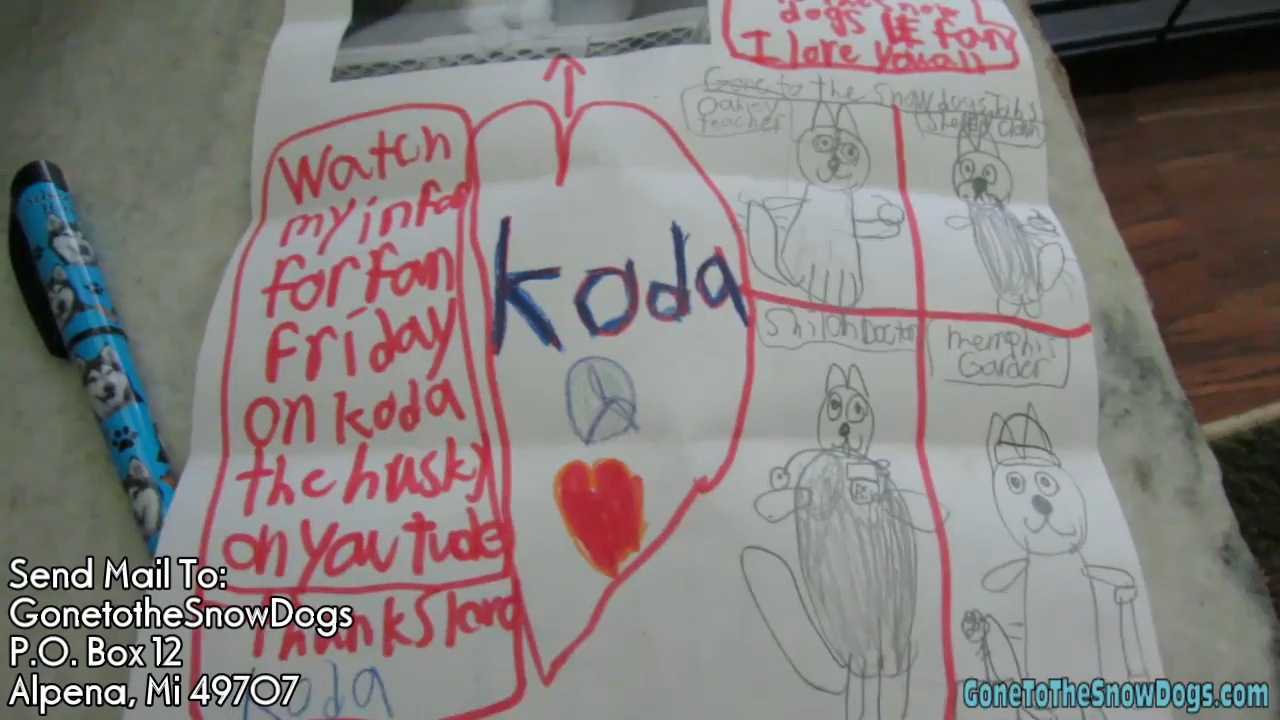 dogs BE fan
I love you all
Gone to the Snow dogs Jobs
Oakley
Teacher
Watch
my info
for fan
Friday
on koda
the husky
on You tude
Thanks
Koda
koda
Shiloh Doctor
memphis
Garder
Send Mail To:
GonetotheSnowDogs
P.O. Box 12
Alpena, Mi 49707
GoneToTheSnowDogs.com